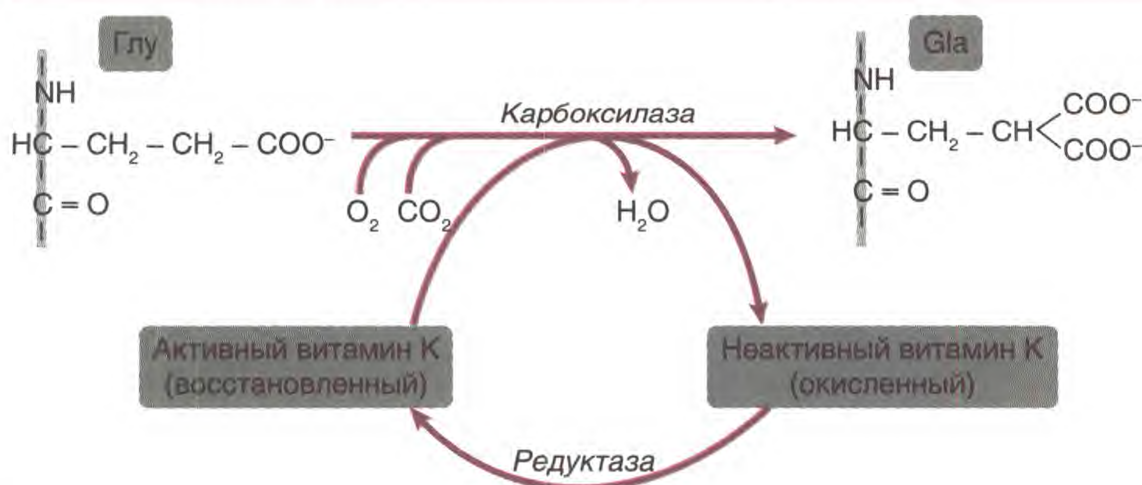 Глу
Gla
NH
HC – CH₂ – CH₂ – COO⁻
C = O
Карбоксилаза
O₂
CO₂
H₂O
NH
HC – CH₂ – CH
COO⁻
COO⁻
C = O
Активный витамин К
(восстановленный)
Неактивный витамин К
(окисленный)
Редуктаза